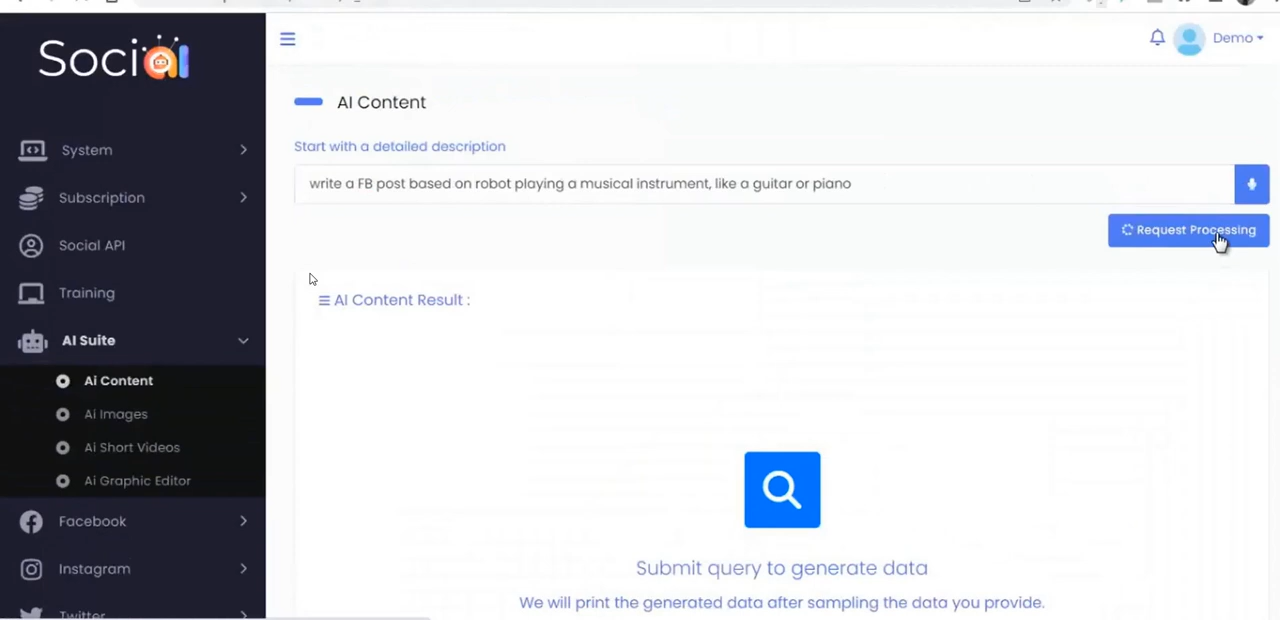 Social
Demo
System
Subscription
Social API
Training
AI Suite
Ai Content
Ai Images
Ai Short Videos
Ai Graphic Editor
Facebook
Instagram
Twitter
AI Content
Start with a detailed description
write a FB post based on robot playing a musical instrument, like a guitar or piano
Request Processing
AI Content Result :
Submit query to generate data
We will print the generated data after sampling the data you provide.